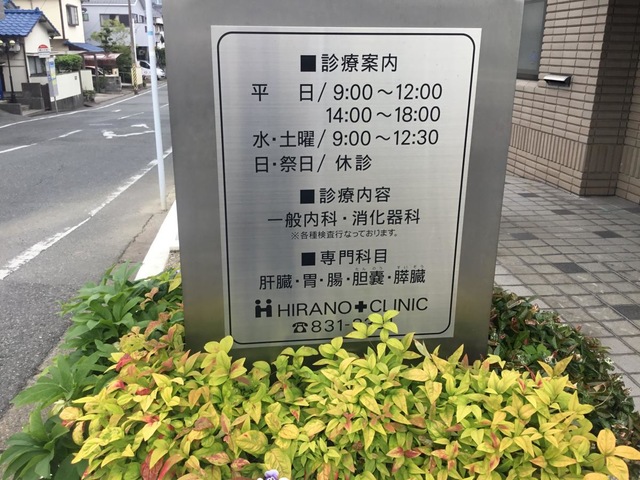 ■診療案内
平　日/ 9:00～12:00
14:00～18:00
水・土曜/ 9:00～12:30
日・祭日/ 休診
■診療内容
一般内科・消化器科
※各種検査行なっております。
■専門科目
肝臓・胃・腸・胆嚢・膵臓
HIRANO✚CLINIC
☎831-